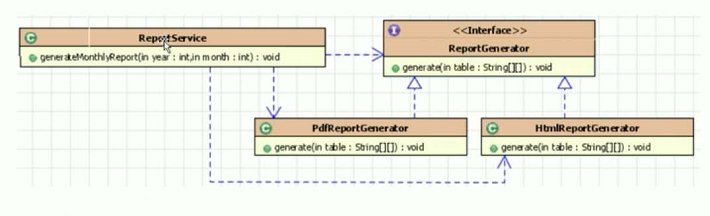 ReportService
generateMonthlyReport(in year : int,in month : int) : void
<<Interface>>
ReportGenerator
generate(in table : String[][]) : void
PdfReportGenerator
generate(in table : String[][]) : void
HtmlReportGenerator
generate(in table : String[][]) : void